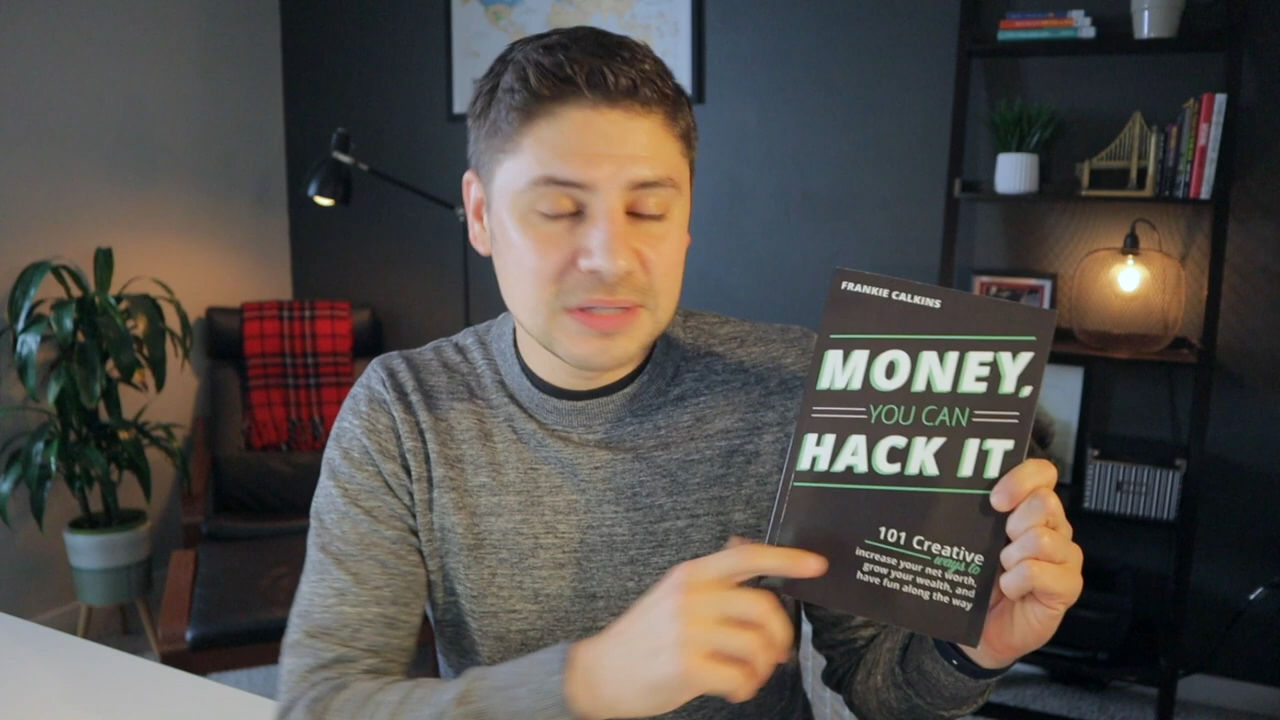 FRANKIE CALKINS
MONEY,
YOU CAN
HACK IT
101 Creative
ways to
increase your net worth,
grow your wealth, and
have fun along the way